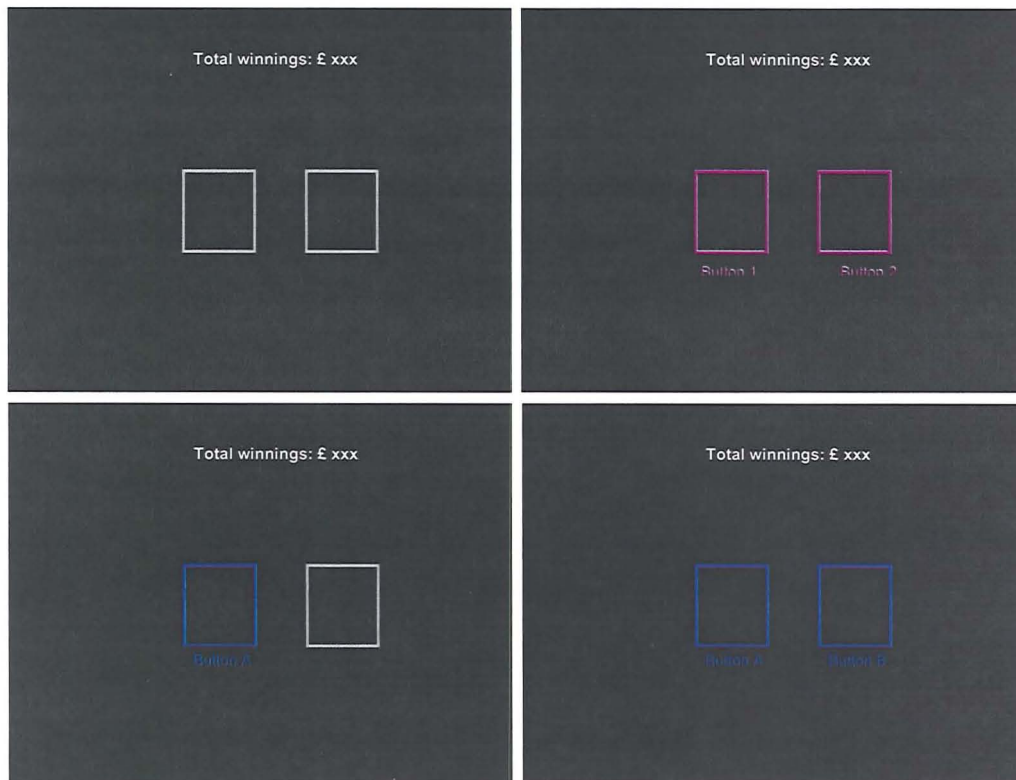 Total winnings: £ xxx
Total winnings: £ xxx
Button 1 Button 2
Total winnings: £ xxx
Button A
Total winnings: £ xxx
Button A Button B